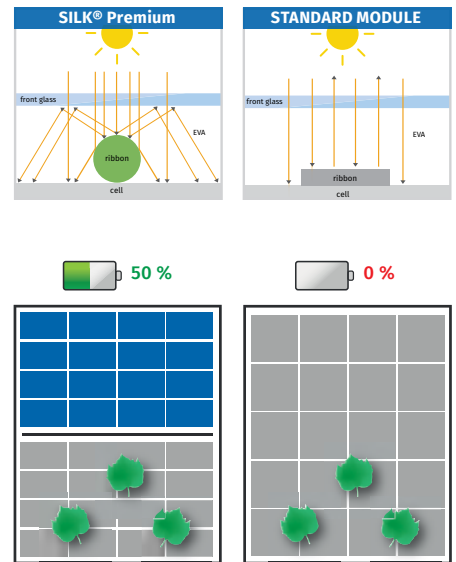 SILK® Premium
front glass
EVA
ribbon
cell
STANDARD MODULE
front glass
EVA
ribbon
cell
50 %
0 %